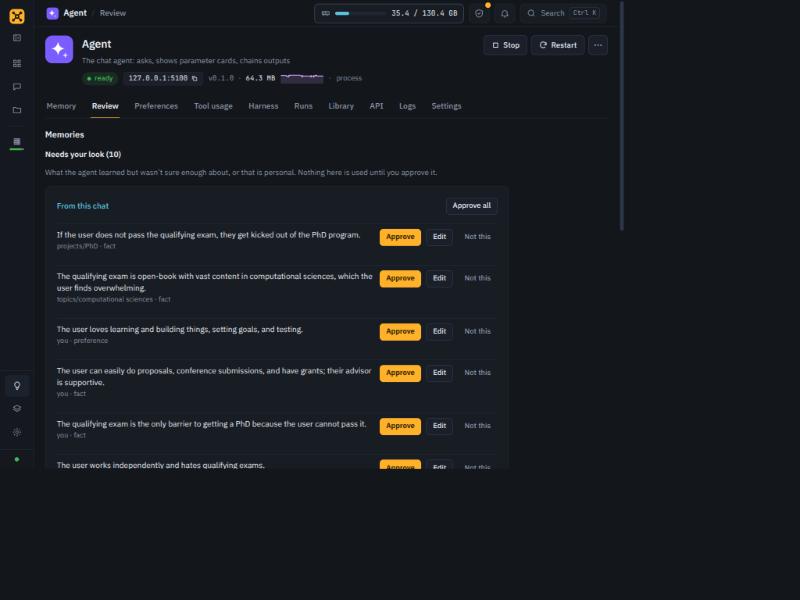 Agent / Review
35.4 / 130.4 GB
Search Ctrl K
Agent
Stop
Restart
The chat agent: asks, shows parameter cards, chains outputs
ready 127.0.0.1:5180 v0.1.0 · 64.3 MB · process
Memory Review Preferences Tool usage Harness Runs Library API Logs Settings
Memories
Needs your look (10)
What the agent learned but wasn't sure enough about, or that is personal. Nothing here is used until you approve it.
From this chat
Approve all
If the user does not pass the qualifying exam, they get kicked out of the PhD program.
projects/PhD · fact
Approve Edit Not this
The qualifying exam is open-book with vast content in computational sciences, which the
user finds overwhelming.
topics/computational sciences · fact
Approve Edit Not this
The user loves learning and building things, setting goals, and testing.
you · preference
Approve Edit Not this
The user can easily do proposals, conference submissions, and have grants; their advisor
is supportive.
you · fact
Approve Edit Not this
The qualifying exam is the only barrier to getting a PhD because the user cannot pass it.
you · fact
Approve Edit Not this
The user works independently and hates qualifying exams.
Approve Edit Not this